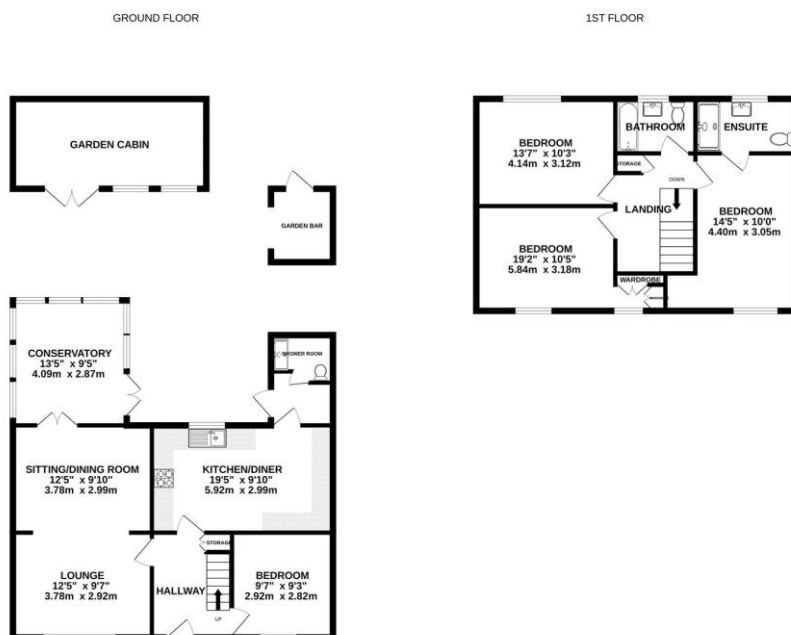 GROUND FLOOR
1ST FLOOR
GARDEN CABIN
GARDEN BAR
CONSERVATORY
13'5" x 9'5"
4.09m x 2.87m
SHOWER ROOM
SITTING/DINING ROOM
12'5" x 9'10"
3.78m x 2.99m
KITCHEN/DINER
19'5" x 9'10"
5.92m x 2.99m
LOUNGE
12'5" x 9'7"
3.78m x 2.92m
STORAGE
HALLWAY
UP
BEDROOM
9'7" x 9'3"
2.92m x 2.82m
BEDROOM
13'7" x 10'3"
4.14m x 3.12m
BATHROOM
ENSUITE
STORAGE
DOWN
LANDING
BEDROOM
14'5" x 10'0"
4.40m x 3.05m
BEDROOM
19'2" x 10'5"
5.84m x 3.18m
WARDROBE